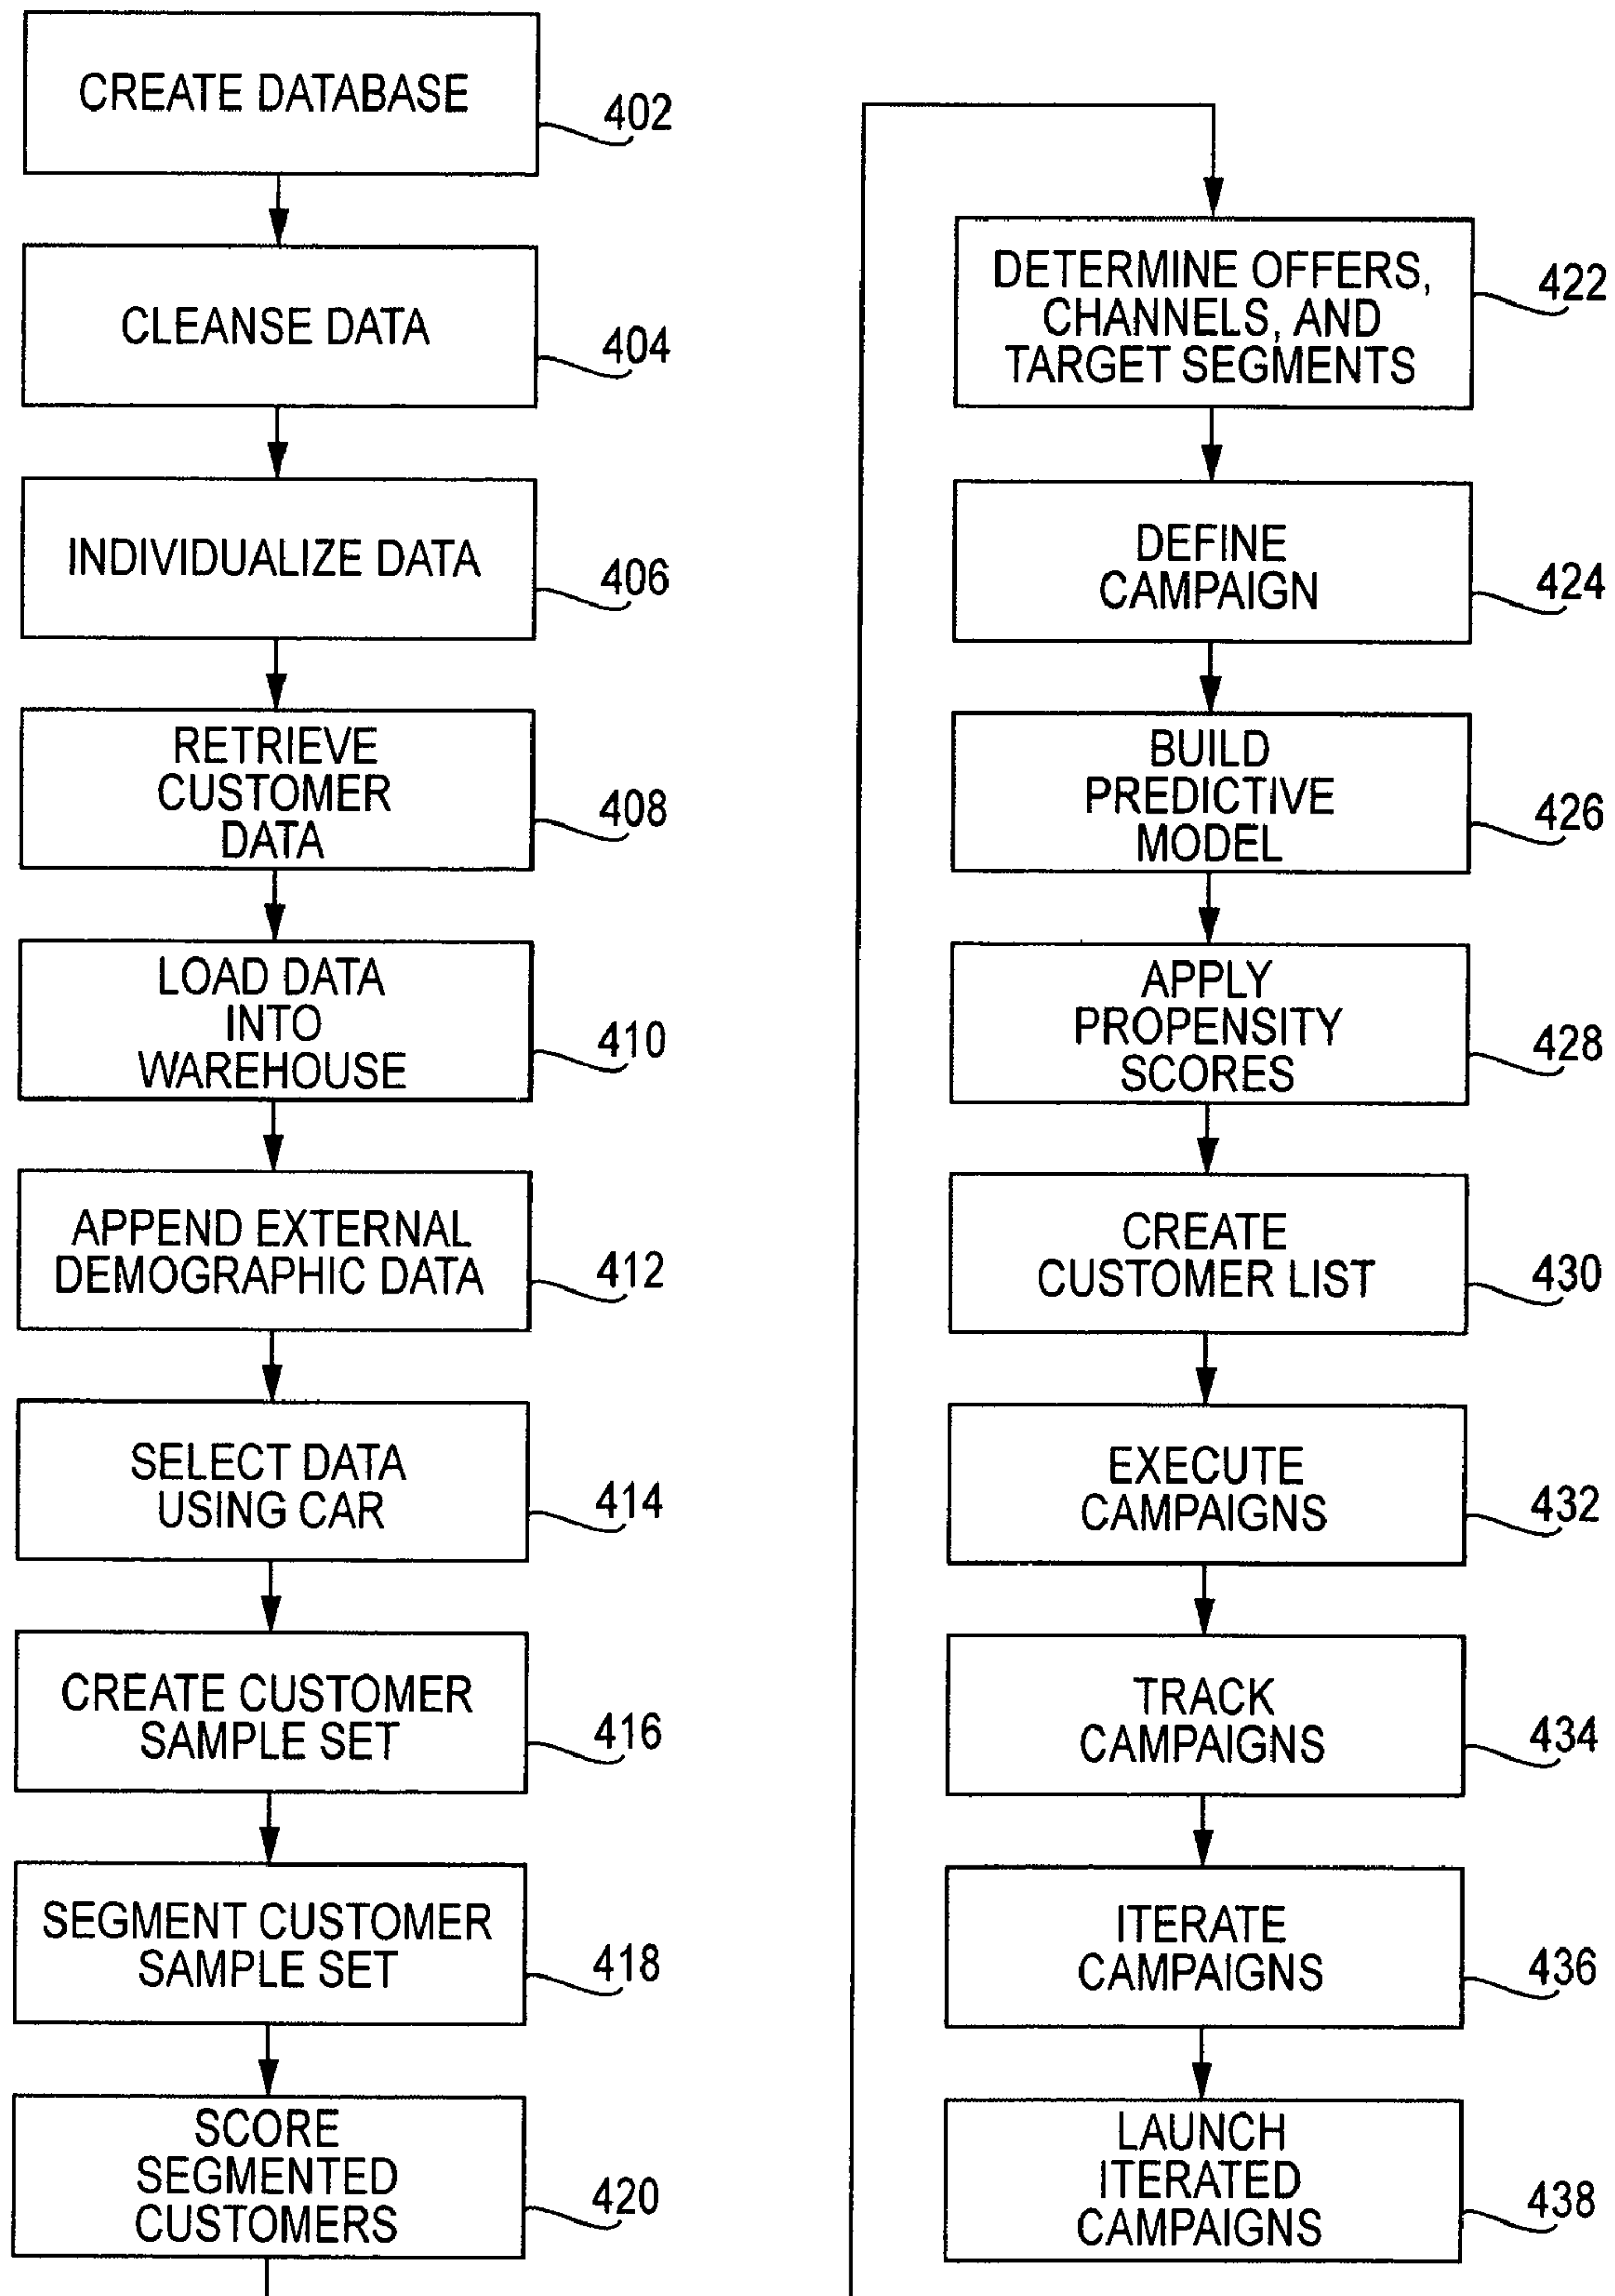 CREATE DATABASE
402
CLEANSE DATA
404
INDIVIDUALIZE DATA
406
RETRIEVE
CUSTOMER
DATA
408
LOAD DATA
INTO
WAREHOUSE
410
APPEND EXTERNAL
DEMOGRAPHIC DATA
412
SELECT DATA
USING CAR
414
CREATE CUSTOMER
SAMPLE SET
416
SEGMENT CUSTOMER
SAMPLE SET
418
SCORE
SEGMENTED
CUSTOMERS
420
DETERMINE OFFERS,
CHANNELS, AND
TARGET SEGMENTS
422
DEFINE
CAMPAIGN
424
BUILD
PREDICTIVE
MODEL
426
APPLY
PROPENSITY
SCORES
428
CREATE
CUSTOMER LIST
430
EXECUTE
CAMPAIGNS
432
TRACK
CAMPAIGNS
434
ITERATE
CAMPAIGNS
436
LAUNCH
ITERATED
CAMPAIGNS
438